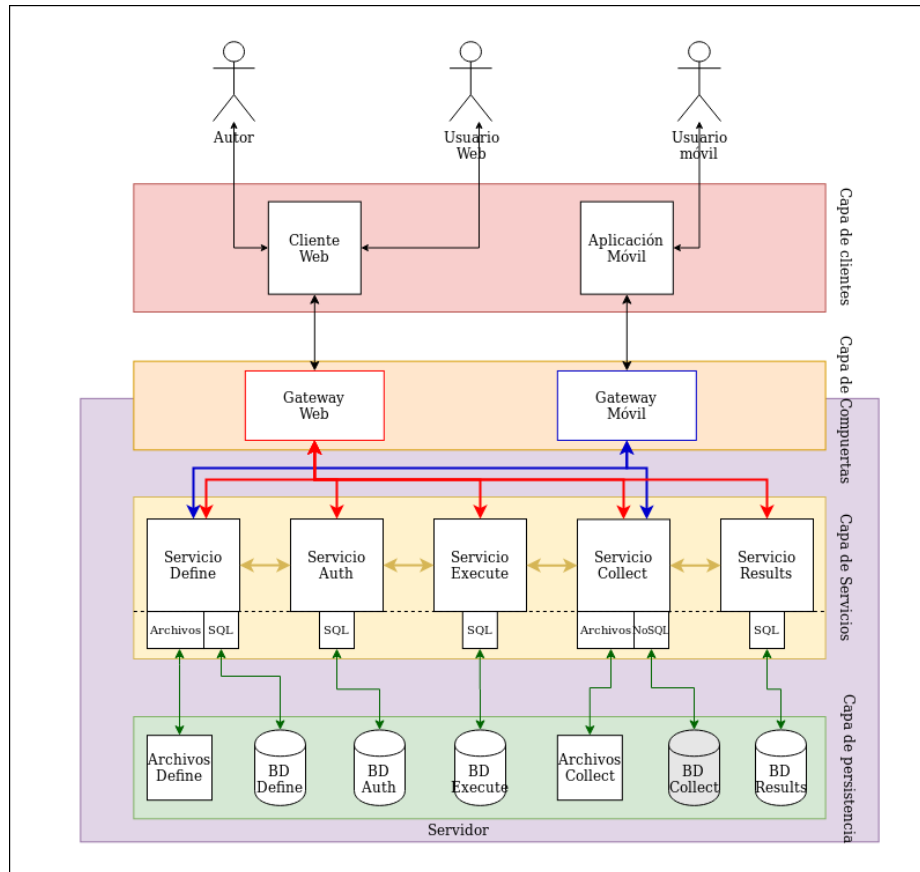 Autor
Usuario
Web
Usuario
móvil
Capa de clientes
Cliente
Web
Aplicación
Móvil
Capa de Compuertas
Gateway
Web
Gateway
Móvil
Capa de Servicios
Servicio
Define
Servicio
Auth
Servicio
Execute
Servicio
Collect
Servicio
Results
Archivos
SQL
SQL
SQL
Archivos
NoSQL
SQL
Capa de persistencia
Archivos
Define
BD
Define
BD
Auth
BD
Execute
Archivos
Collect
BD
Collect
BD
Results
Servidor